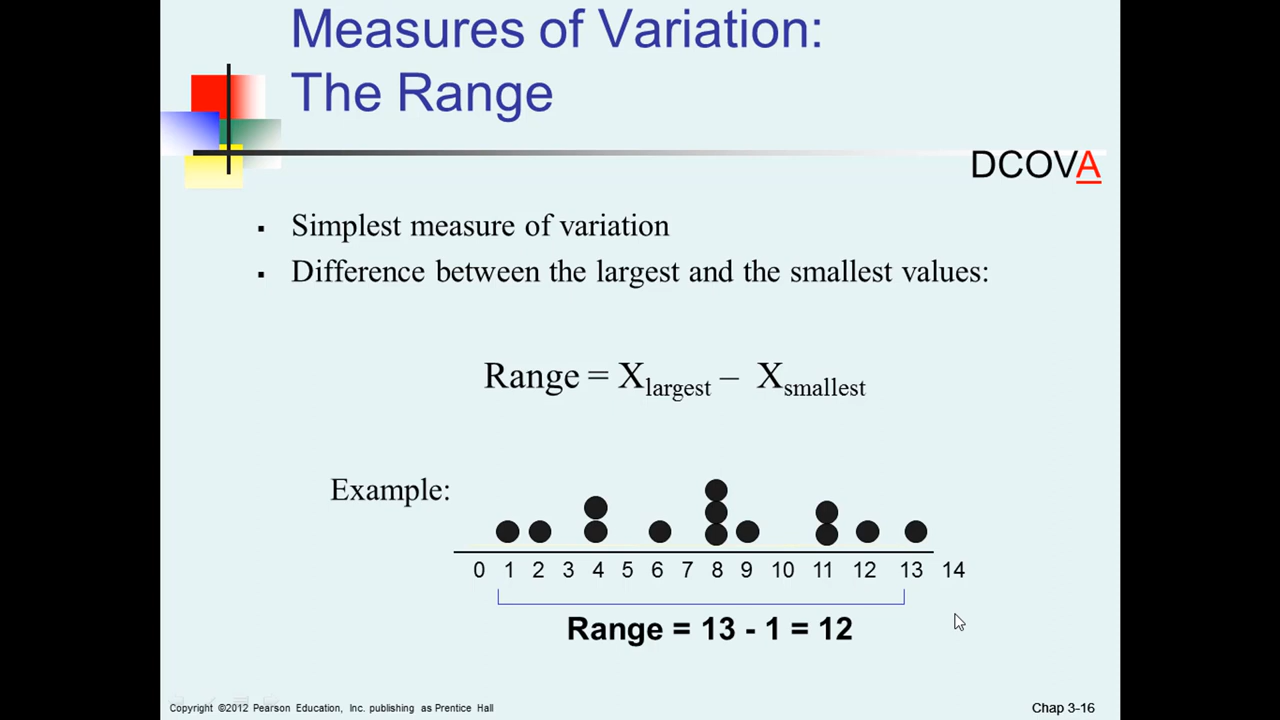 Measures of Variation:
The Range
DCOVA
▪ Simplest measure of variation
▪ Difference between the largest and the smallest values:
Range = Xlargest – Xsmallest
Example:
0 1 2 3 4 5 6 7 8 9 10 11 12 13 14
Range = 13 - 1 = 12
Copyright ©2012 Pearson Education, Inc. publishing as Prentice Hall
Chap 3-16